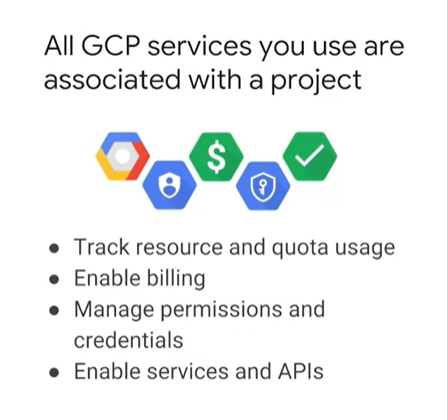 All GCP services you use are
associated with a project
$
● Track resource and quota usage
● Enable billing
● Manage permissions and
credentials
● Enable services and APIs